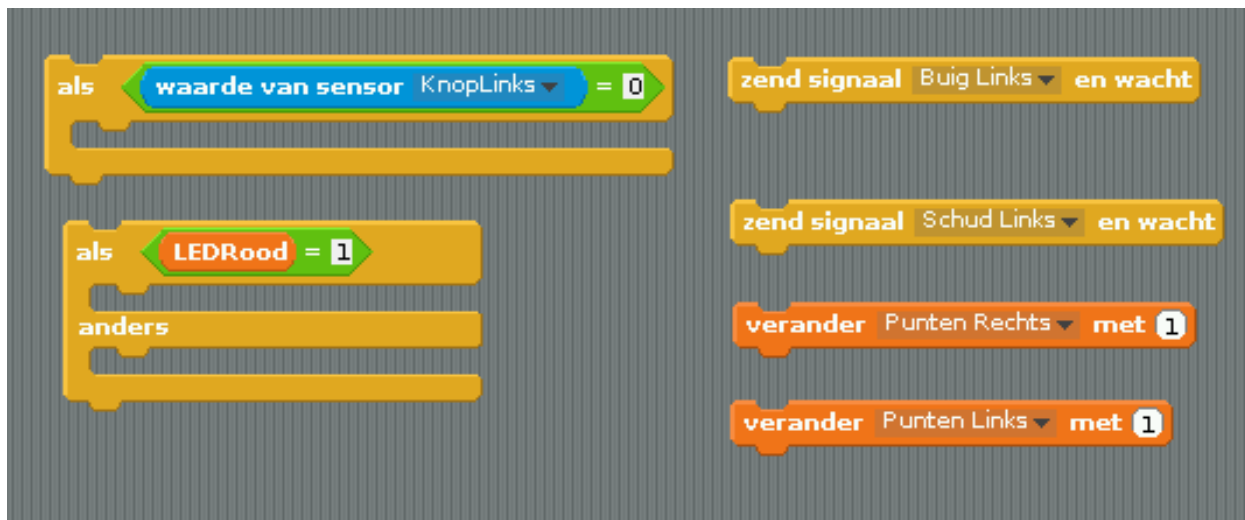 als waarde van sensor KnopLinks = 0
als LEDRood = 1
anders
zend signaal Buig Links en wacht
zend signaal Schud Links en wacht
verander Punten Rechts met 1
verander Punten Links met 1